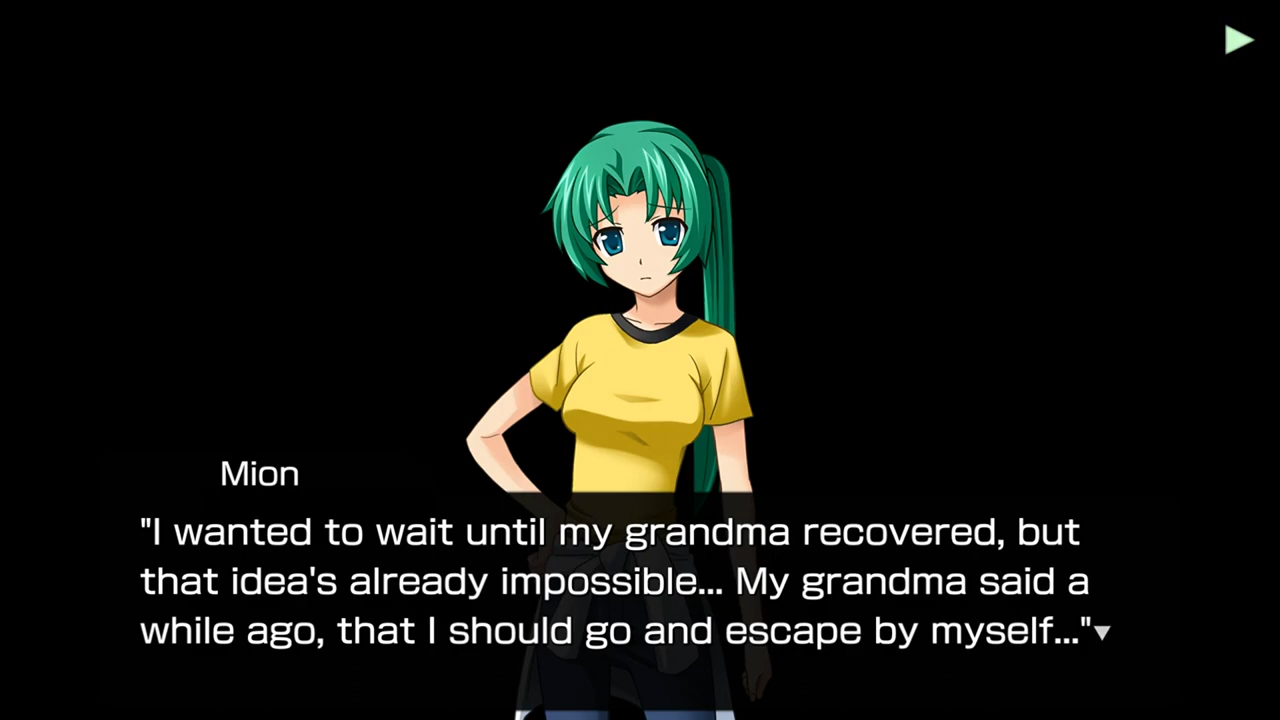 Mion
"I wanted to wait until my grandma recovered, but
that idea's already impossible... My grandma said a
while ago, that I should go and escape by myself..."